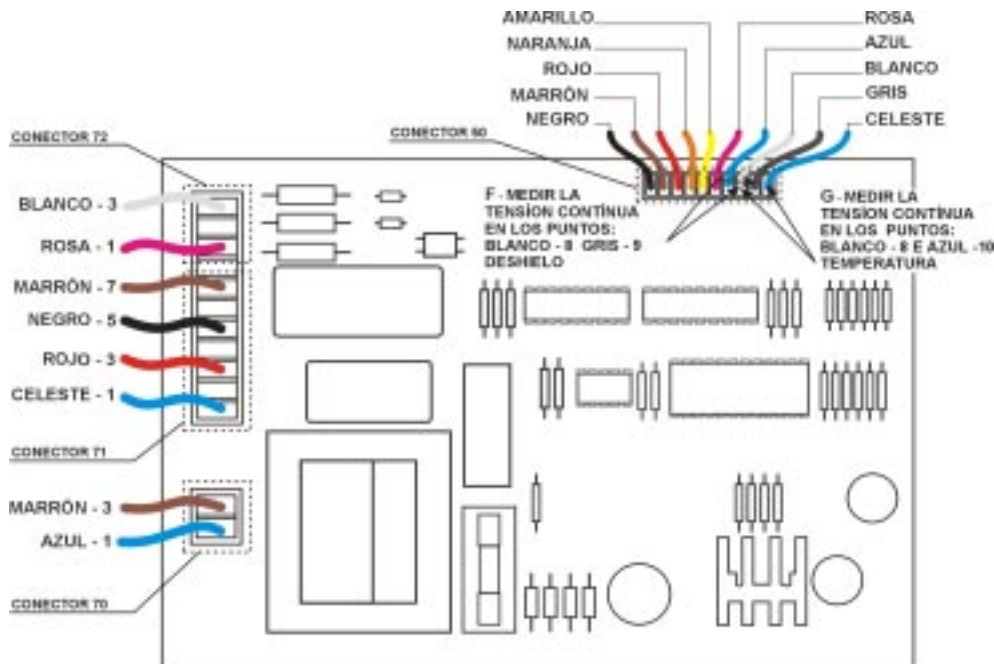 AMARILLO
NARANJA
ROJO
MARRÓN
NEGRO
ROSA
AZUL
BLANCO
GRIS
CELESTE
CONECTOR 72
CONECTOR 50
BLANCO - 3
ROSA - 1
MARRÓN - 7
NEGRO - 5
ROJO - 3
CELESTE - 1
F - MEDIR LA
TENSÍON CONTÍNUA
EN LOS PUNTOS:
BLANCO - 8 GRIS - 9
DESHIELO
G - MEDIR LA
TENSÍON CONTÍNUA
EN LOS PUNTOS:
BLANCO - 8 E AZUL -10
TEMPERATURA
CONECTOR 71
MARRÓN - 3
AZUL - 1
CONECTOR 70